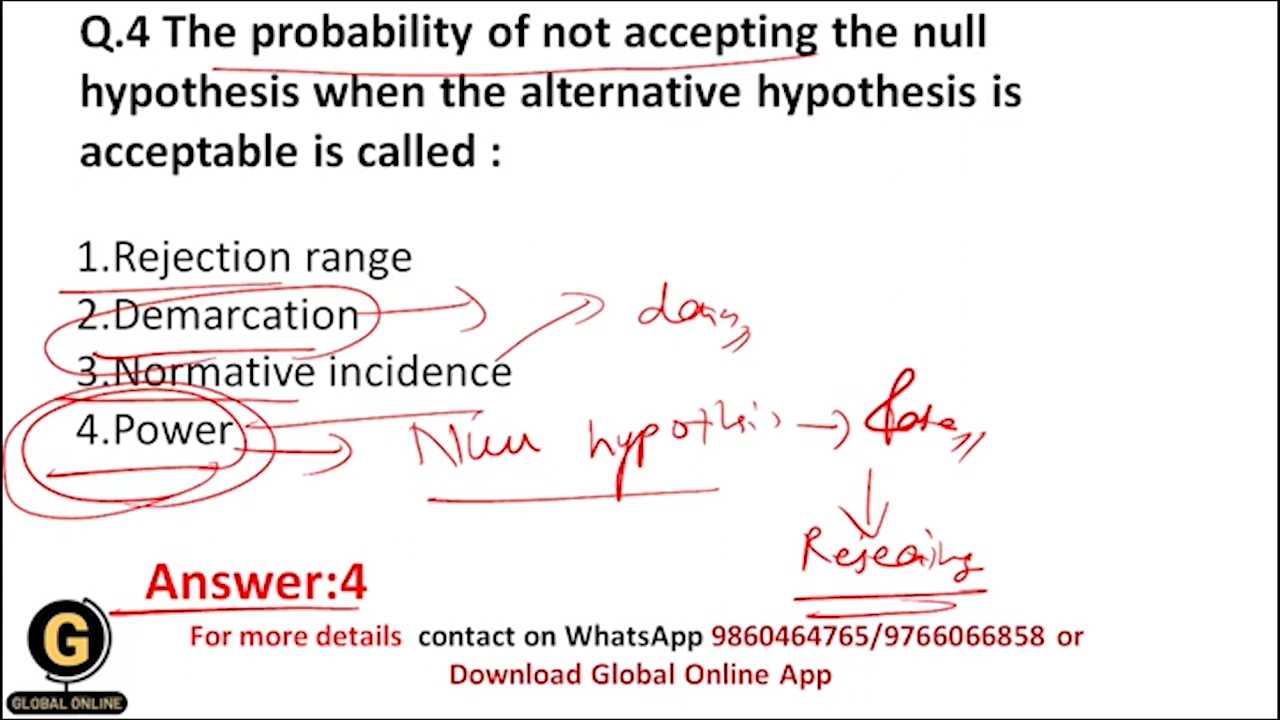 Q.4 The probability of not accepting the null
hypothesis when the alternative hypothesis is
acceptable is called :
1.Rejection range
2.Demarcation
3.Normative incidence
4.Power
hypothesis
Answer:4
For more details contact on WhatsApp 9860464765/9766066858 or
Download Global Online App
G
GLOBAL ONLINE